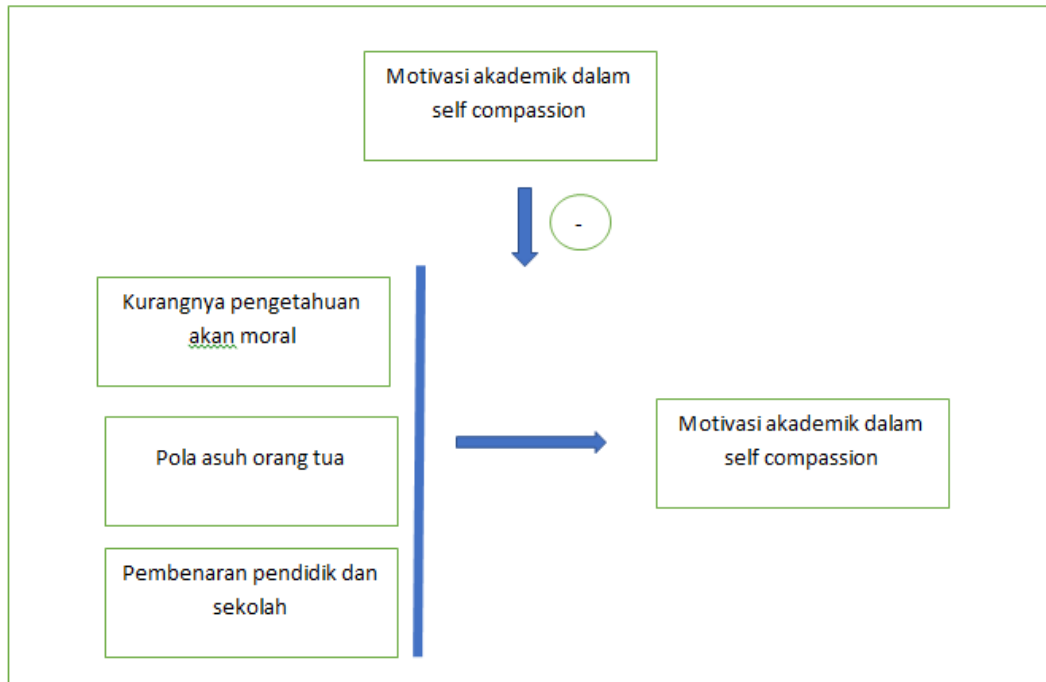 Motivasi akademik dalam
self compassion
-
Kurangnya pengetahuan
akan moral
Pola asuh orang tua
Motivasi akademik dalam
self compassion
Pembenaran pendidik dan
sekolah